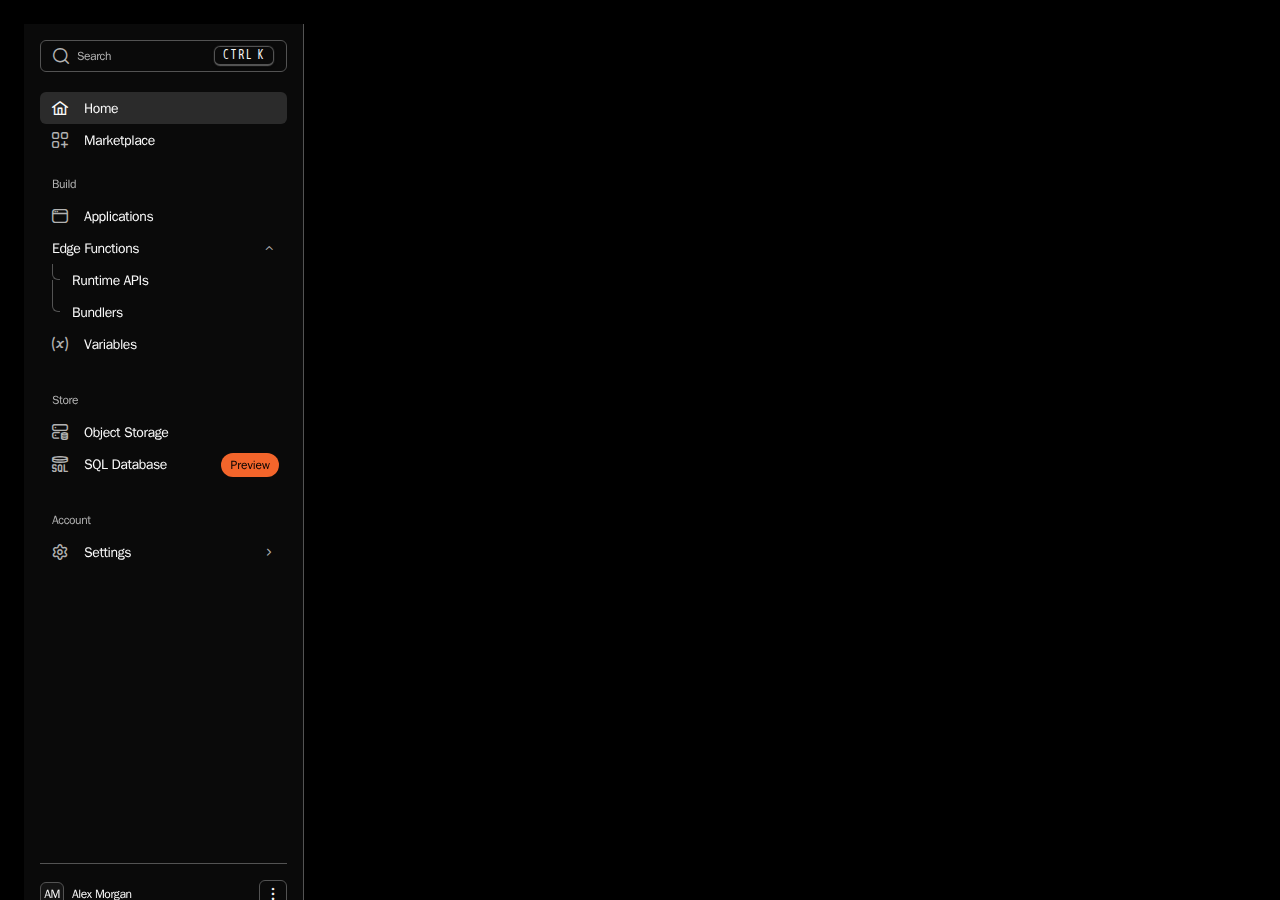 Search CTRL K
Home
Marketplace
Build
Applications
Edge Functions
Runtime APIs
Bundlers
(x) Variables
Store
Object Storage
SQL SQL Database Preview
Account
Settings
AM Alex Morgan